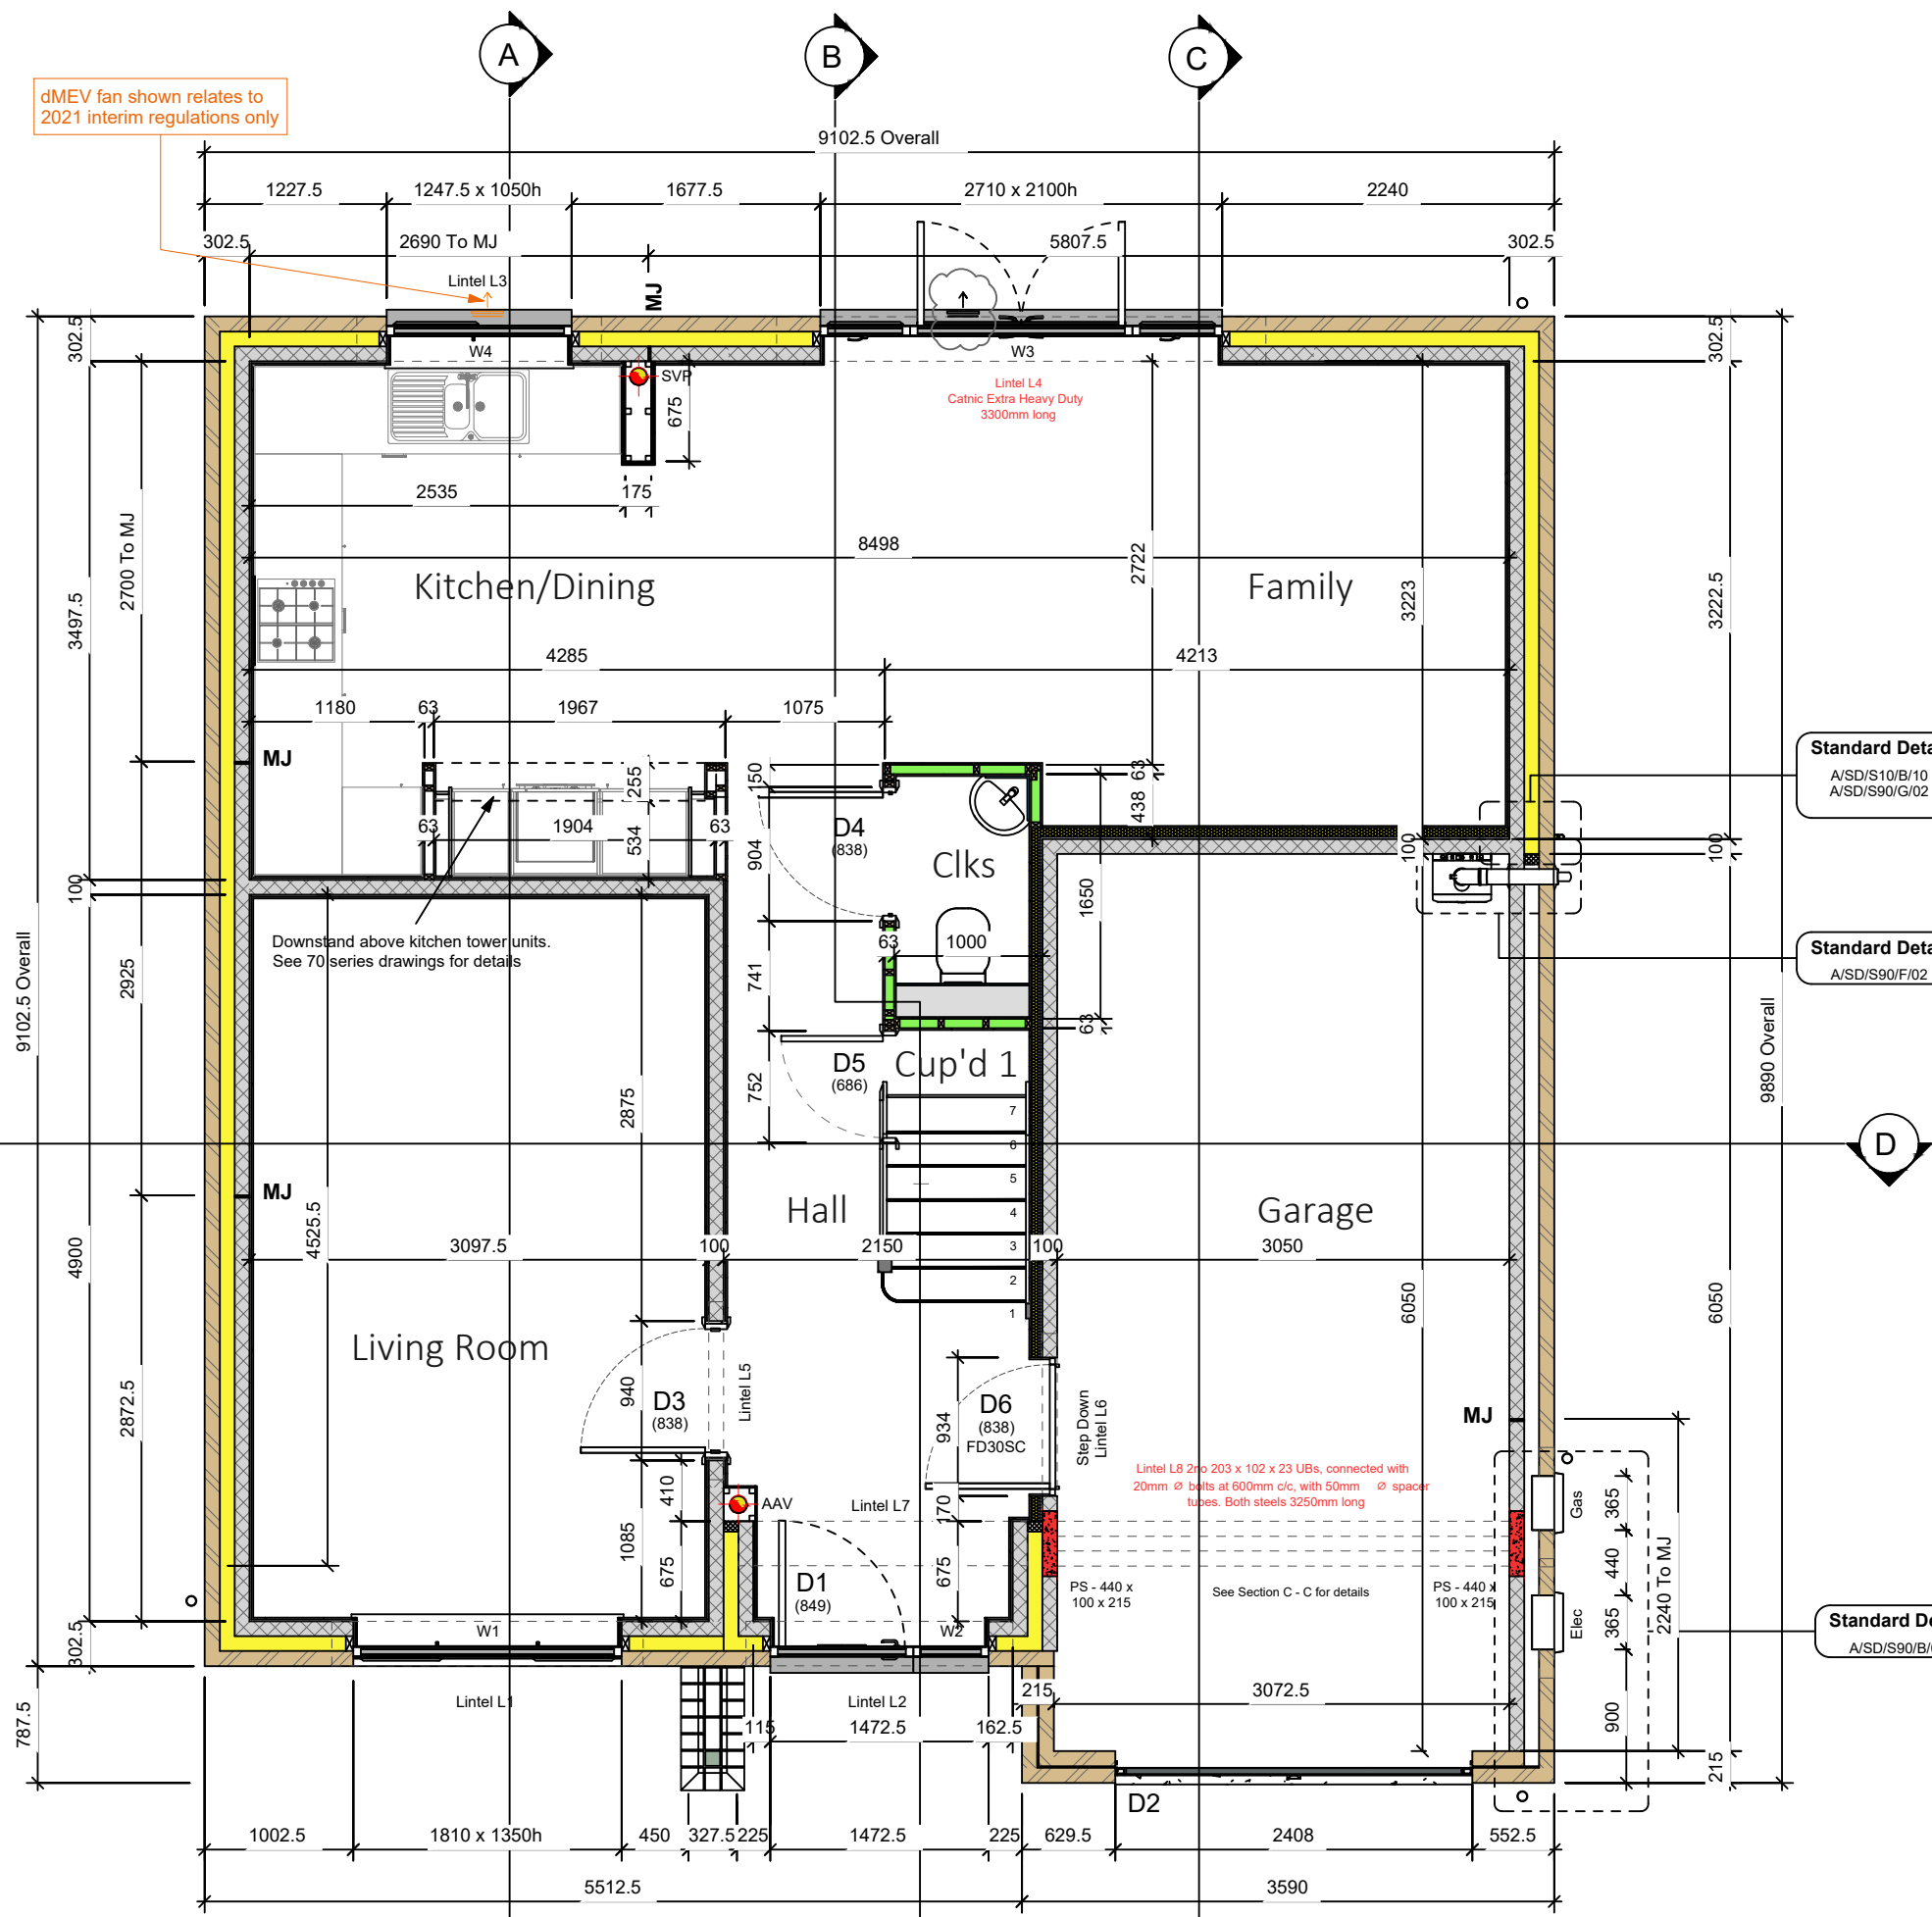 A
B
C
dMEV fan shown relates to
2021 interim regulations only
9102.5 Overall
1227.5
1247.5 x 1050h
1677.5
2710 x 2100h
2240
302.5
2690 To MJ
5807.5
302.5
Lintel L3
MJ
302.5
302.5
W4
SVP
W3
Lintel L4
Catnic Extra Heavy Duty
3300mm long
675
2535
175
8498
2722
2700 To MJ
3497.5
Kitchen/Dining
Family
3223
3222.5
4285
4213
1180
63
1967
1075
MJ
255
150
63
438
Standard Deta
A/SD/S10/B/10
A/SD/S90/G/02
63
1904
63
534
D4
(838)
904
Clks
100
100
100
1650
Downstand above kitchen tower units.
See 70 series drawings for details
63
1000
741
Standard Deta
A/SD/S90/F/02
9102.5 Overall
2925
9890 Overall
63
D5
(686)
Cup'd 1
752
2875
7
6
5
4
3
2
1
D
MJ
Hall
Garage
4525.5
4900
3097.5
100
2150
100
3050
6050
6050
Living Room
2872.5
940
D3
(838)
Lintel L5
934
D6
(838)
FD30SC
Step Down
Lintel L6
MJ
Lintel L8 2no 203 x 102 x 23 UBs, connected with
20mm Ø bolts at 600mm c/c, with 50mm Ø spacer
tubes. Both steels 3250mm long
410
AAV
Lintel L7
170
Gas
365
1085
675
D1
(849)
675
PS - 440 x
100 x 215
See Section C - C for details
PS - 440 x
100 x 215
440
2240 To MJ
Elec
365
Standard De
A/SD/S90/B/
302.5
W1
W2
787.5
Lintel L1
Lintel L2
215
3072.5
900
115
1472.5
162.5
215
D2
1002.5
1810 x 1350h
450
327.5
225
1472.5
225
629.5
2408
552.5
5512.5
3590